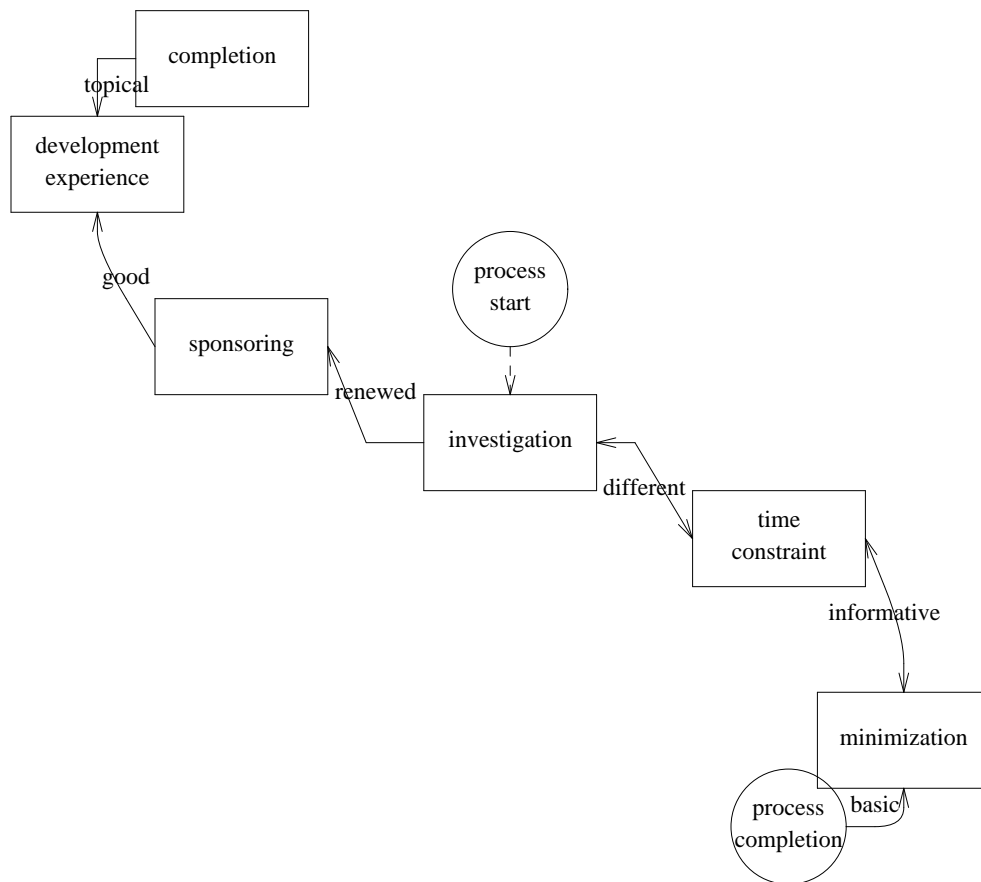 completion
topical
development
experience
process
start
good
sponsoring
renewed
investigation
different
time
constraint
informative
minimization
process
completion
basic